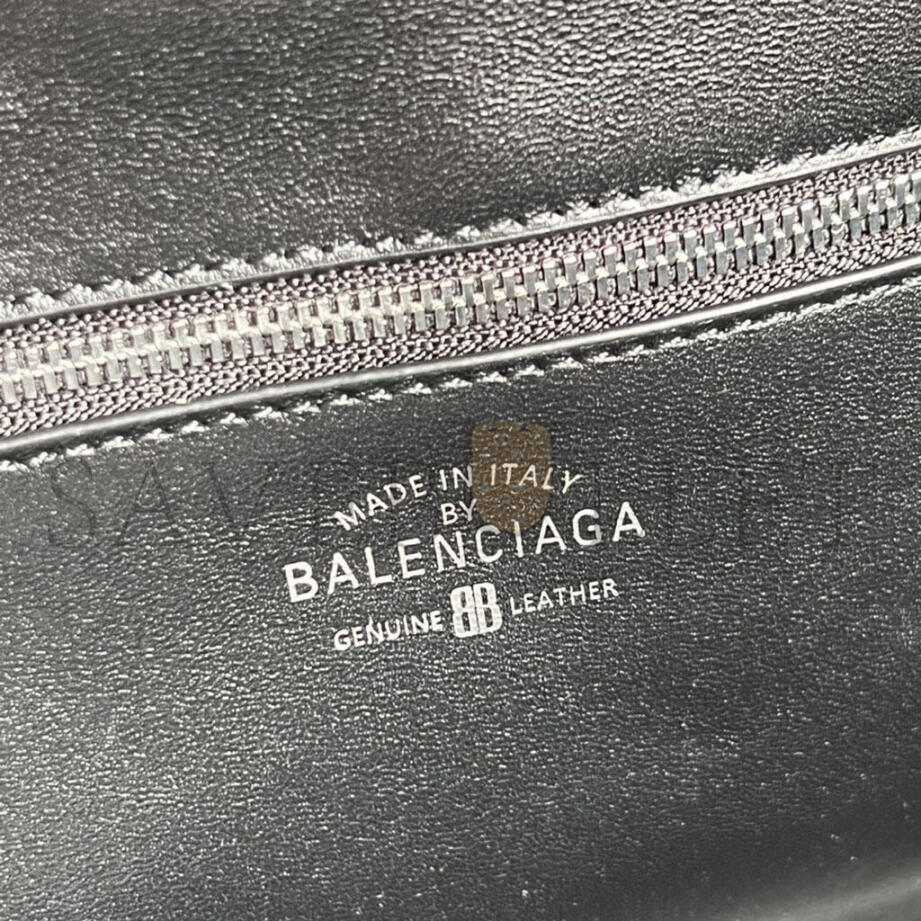 MADE IN ITALY
BY
BALENCIAGA
GENUINE BB LEATHER